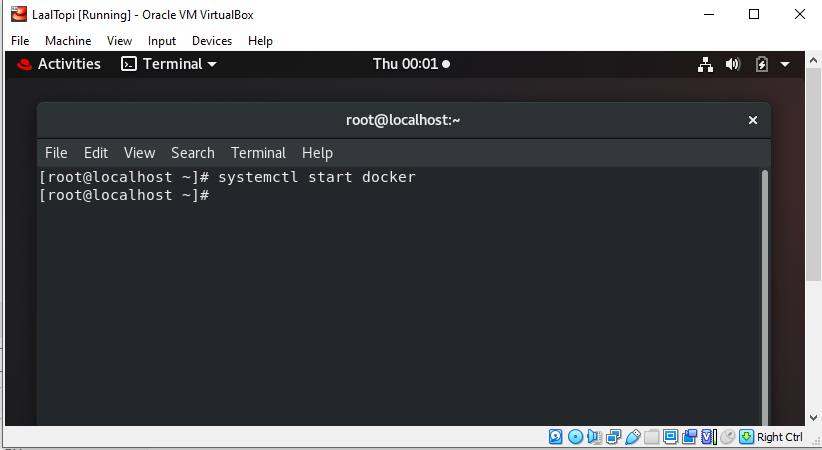 LaalTopi [Running] - Oracle VM VirtualBox
File Machine View Input Devices Help
Activities Terminal Thu 00:01
root@localhost:~
File Edit View Search Terminal Help
[root@localhost ~]# systemctl start docker
[root@localhost ~]#
Right Ctrl